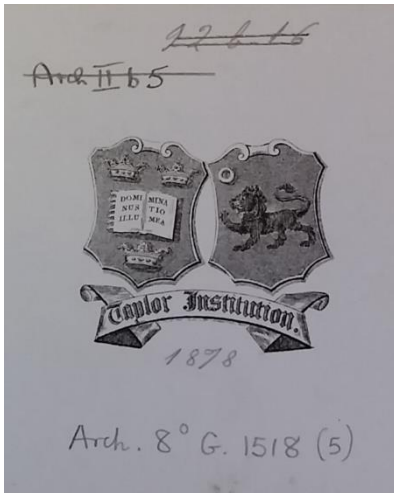 Arch II b 5
DOMI
NUS
ILLU
MINA
TIO
MEA
Taylor Institution.
1878
Arch. 8° G. 1518 (5)